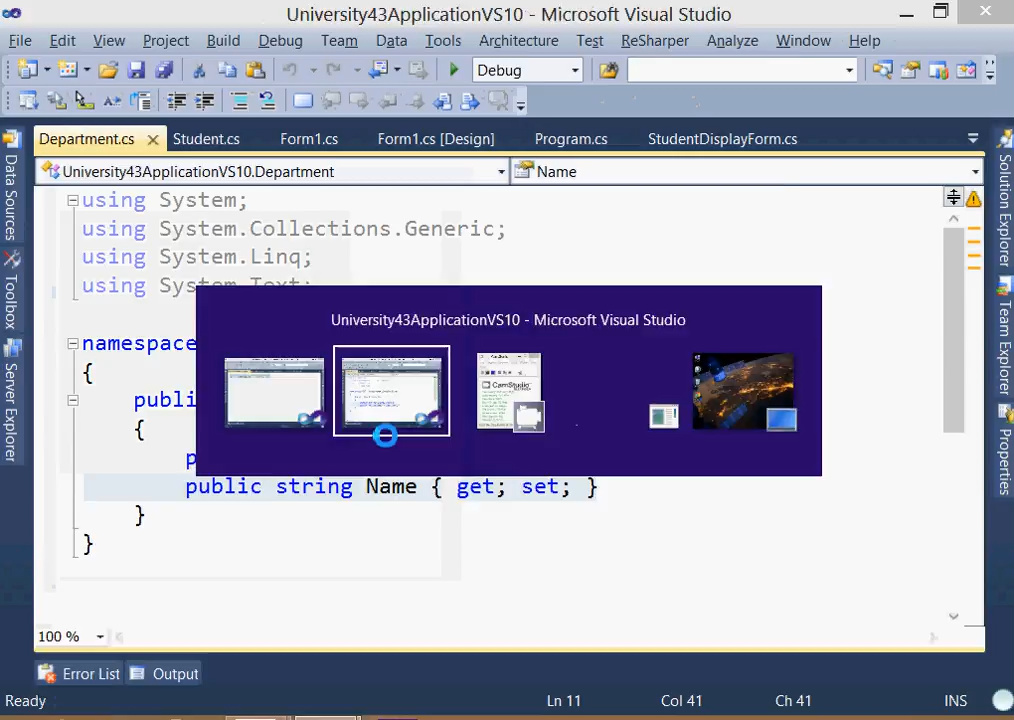 University43ApplicationVS10 - Microsoft Visual Studio
File Edit View Project Build Debug Team Data Tools Architecture Test ReSharper Analyze Window Help
Debug
Department.cs Student.cs Form1.cs Form1.cs [Design] Program.cs StudentDisplayForm.cs
University43ApplicationVS10.Department Name
Data Sources
Toolbox
Server Explorer
Solution Explorer
Team Explorer
Properties
using System;
using System.Collections.Generic;
using System.Linq;
using System.Text;
University43ApplicationVS10 - Microsoft Visual Studio
namespace
{
CamStudio
publi
{
p
public string Name { get; set; }
}
}
100 %
Error List Output
Ready Ln 11 Col 41 Ch 41 INS